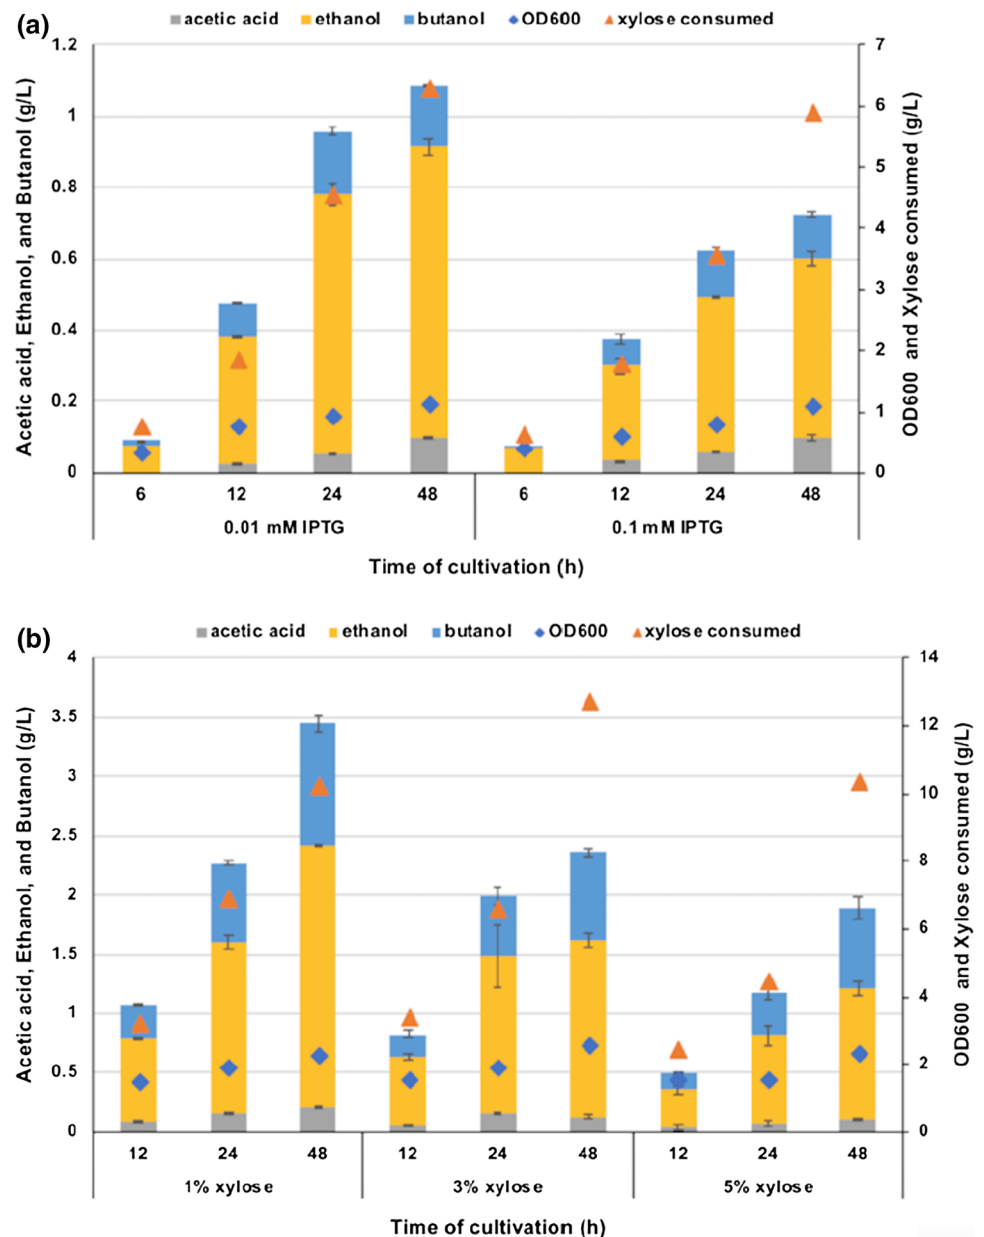 (a)
acetic acid ethanol butanol OD600 xylose consumed
Acetic acid, Ethanol, and Butanol (g/L)
1.2
1
0.8
0.6
0.4
0.2
0
7
6
5
4
3
2
1
0
OD600 and Xylose consumed (g/L)
6 12 24 48 6 12 24 48
0.01 mM IPTG 0.1 mM IPTG
Time of cultivation (h)
(b)
acetic acid ethanol butanol OD600 xylose consumed
Acetic acid, Ethanol, and Butanol (g/L)
4
3.5
3
2.5
2
1.5
1
0.5
0
14
12
10
8
6
4
2
0
OD600 and Xylose consumed (g/L)
12 24 48 12 24 48 12 24 48
1% xylose 3% xylose 5% xylose
Time of cultivation (h)